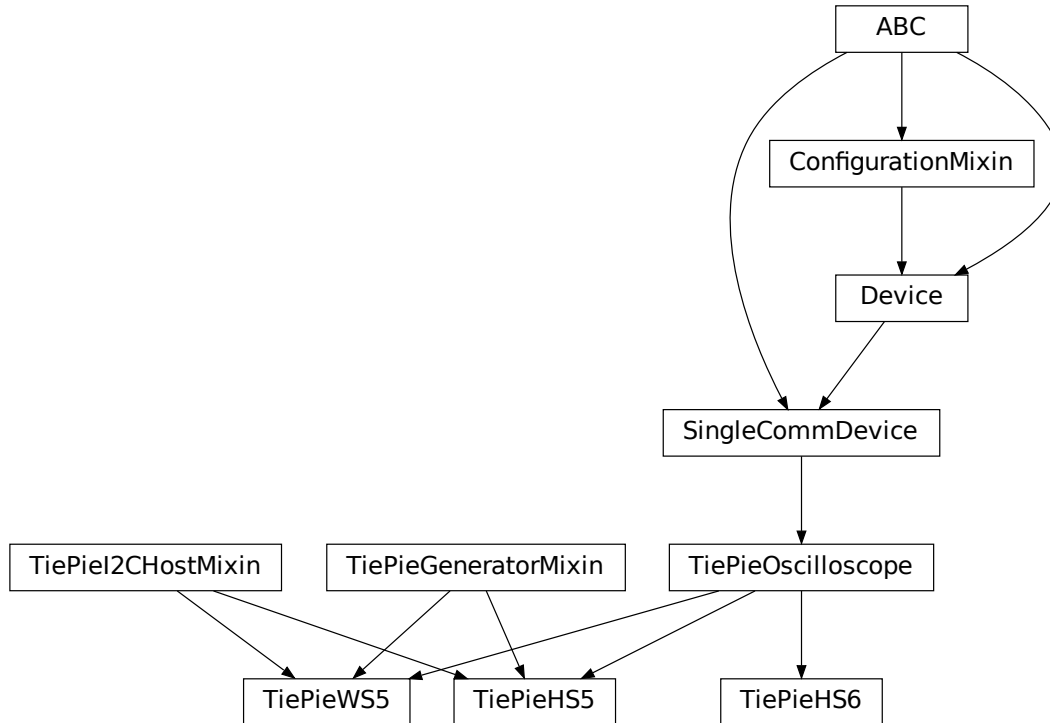 ABC
ConfigurationMixin
Device
SingleCommDevice
TiePieI2CHostMixin
TiePieGeneratorMixin
TiePieOscilloscope
TiePieWS5
TiePieHS5
TiePieHS6